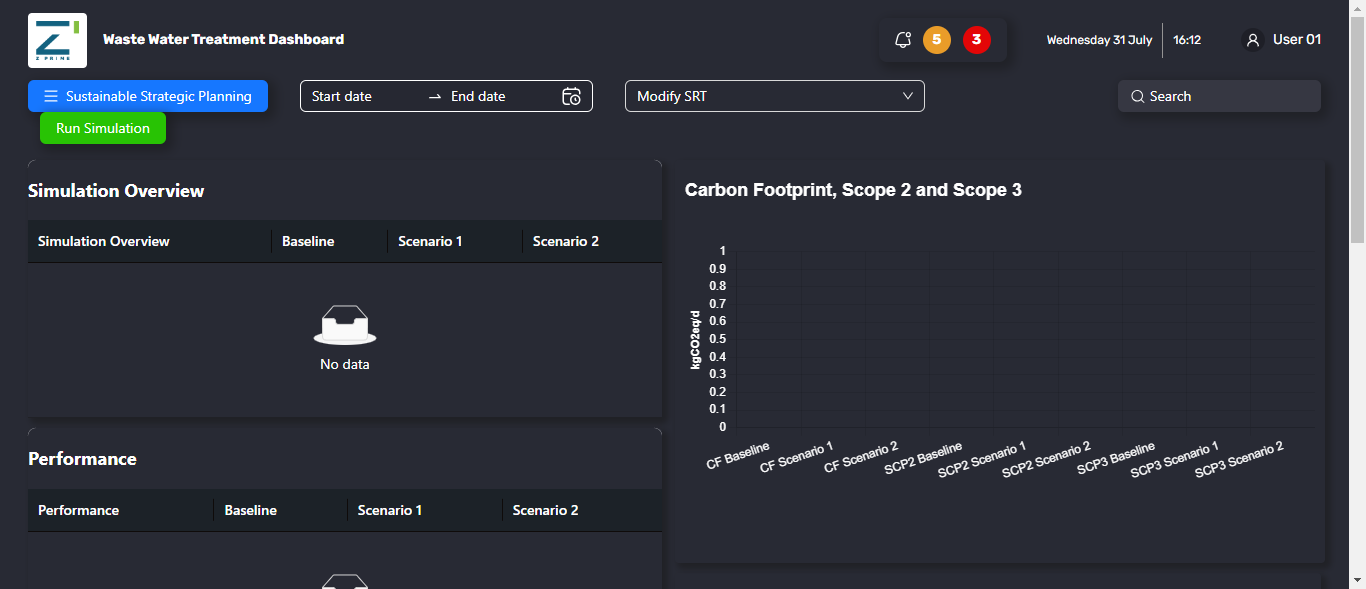 Z PRIME
Waste Water Treatment Dashboard
5
3
Wednesday 31 July
16:12
User 01
Sustainable Strategic Planning
Start date
End date
Modify SRT
Search
Run Simulation
Simulation Overview
Simulation Overview Baseline Scenario 1 Scenario 2
No data
Performance
Performance Baseline Scenario 1 Scenario 2
Carbon Footprint, Scope 2 and Scope 3
kgCO2eq/d
1
0.9
0.8
0.7
0.6
0.5
0.4
0.3
0.2
0.1
0
CF Baseline
CF Scenario 1
CF Scenario 2
SCP2 Baseline
SCP2 Scenario 1
SCP2 Scenario 2
SCP3 Baseline
SCP3 Scenario 1
SCP3 Scenario 2